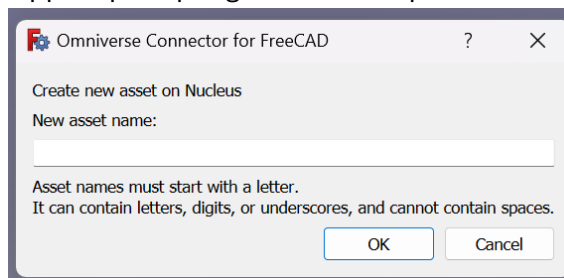 Omniverse Connector for FreeCAD ? X
Create new asset on Nucleus
New asset name:
Asset names must start with a letter.
It can contain letters, digits, or underscores, and cannot contain spaces.
OK Cancel